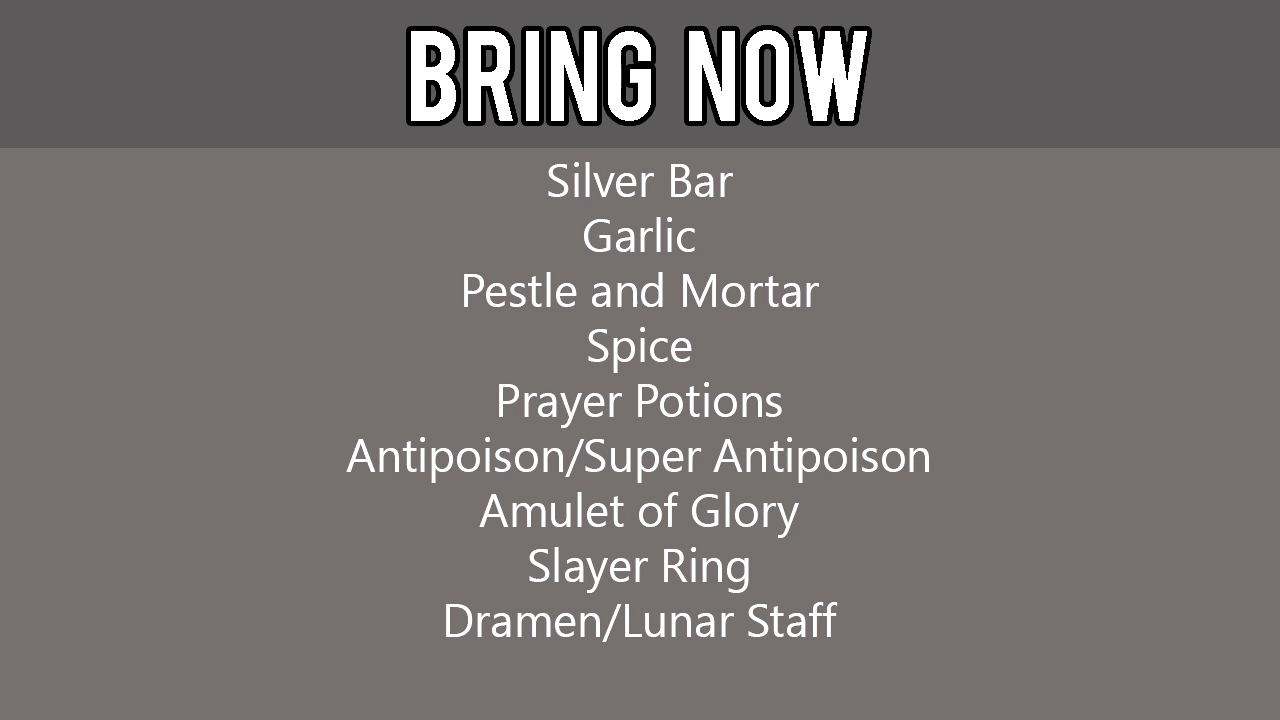 BRING NOW
Silver Bar
Garlic
Pestle and Mortar
Spice
Prayer Potions
Antipoison/Super Antipoison
Amulet of Glory
Slayer Ring
Dramen/Lunar Staff